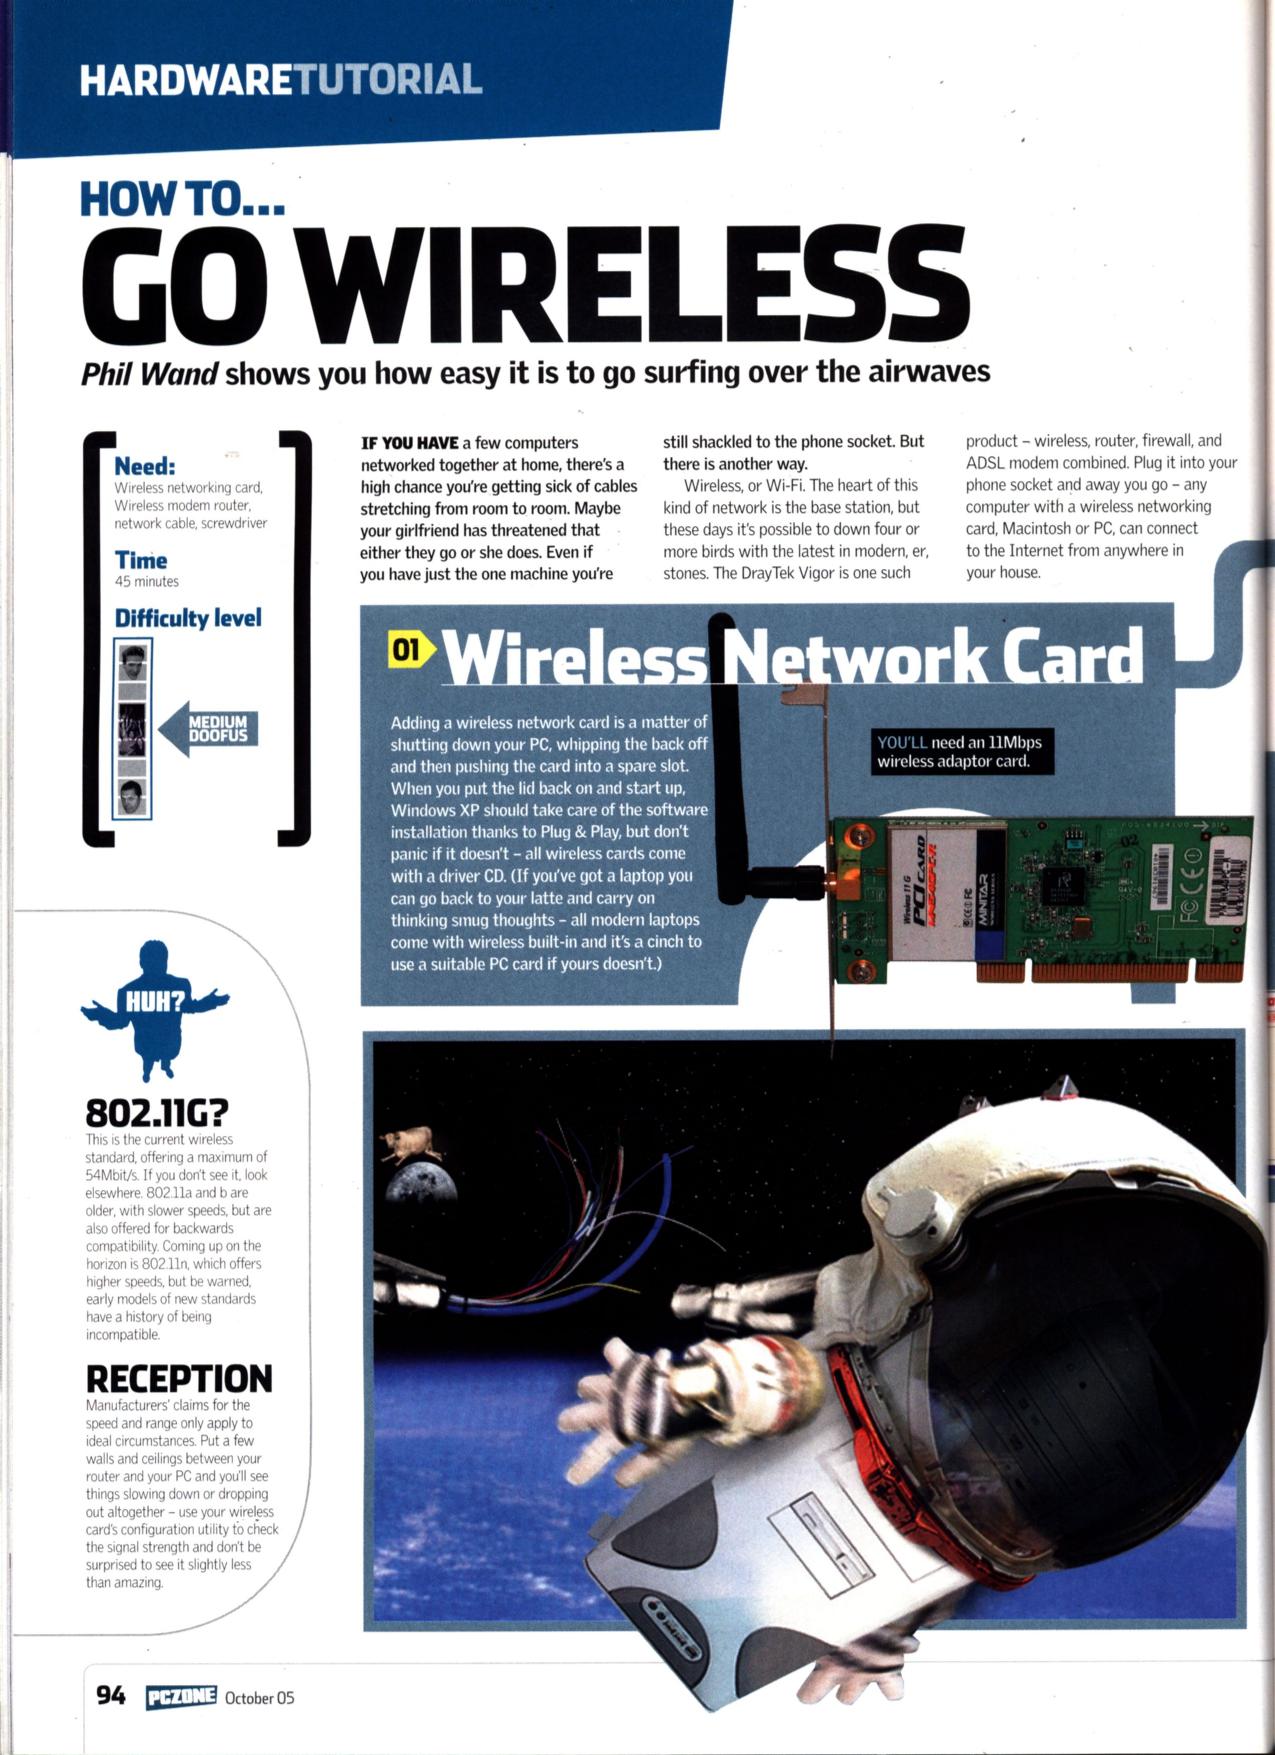 HARDWARETUTORIAL
HOW TO...
GO WIRELESS
Phil Wand shows you how easy it is to go surfing over the airwaves
Need:
Wireless networking card,
Wireless modem router,
network cable, screwdriver
Time
45 minutes
Difficulty level
MEDIUM
DOOFUS
IF YOU HAVE a few computers
networked together at home, there's a
high chance you're getting sick of cables
stretching from room to room. Maybe
your girlfriend has threatened that
either they go or she does. Even if
you have just the one machine you're
still shackled to the phone socket. But
there is another way.
Wireless, or Wi-Fi. The heart of this
kind of network is the base station, but
these days it's possible to down four or
more birds with the latest in modern, er,
stones. The DrayTek Vigor is one such
product – wireless, router, firewall, and
ADSL modem combined. Plug it into your
phone socket and away you go – any
computer with a wireless networking
card, Macintosh or PC, can connect
to the Internet from anywhere in
your house.
01 Wireless Network Card
Adding a wireless network card is a matter of
shutting down your PC, whipping the back off
and then pushing the card into a spare slot.
When you put the lid back on and start up,
Windows XP should take care of the software
installation thanks to Plug & Play, but don't
panic if it doesn't – all wireless cards come
with a driver CD. (If you've got a laptop you
can go back to your latte and carry on
thinking smug thoughts – all modern laptops
come with wireless built-in and it's a cinch to
use a suitable PC card if yours doesn't.)
YOU'LL need an 11Mbps
wireless adaptor card.
Wireless 11G
PCI CARD
MINITAR
FC CE
HUH?
802.11G?
This is the current wireless
standard, offering a maximum of
54Mbit/s. If you don't see it, look
elsewhere. 802.11a and b are
older, with slower speeds, but are
also offered for backwards
compatibility. Coming up on the
horizon is 802.11n, which offers
higher speeds, but be warned,
early models of new standards
have a history of being
incompatible.
RECEPTION
Manufacturers' claims for the
speed and range only apply to
ideal circumstances. Put a few
walls and ceilings between your
router and your PC and you'll see
things slowing down or dropping
out altogether – use your wireless
card's configuration utility to check
the signal strength and don't be
surprised to see it slightly less
than amazing.
94 PCZONE October 05